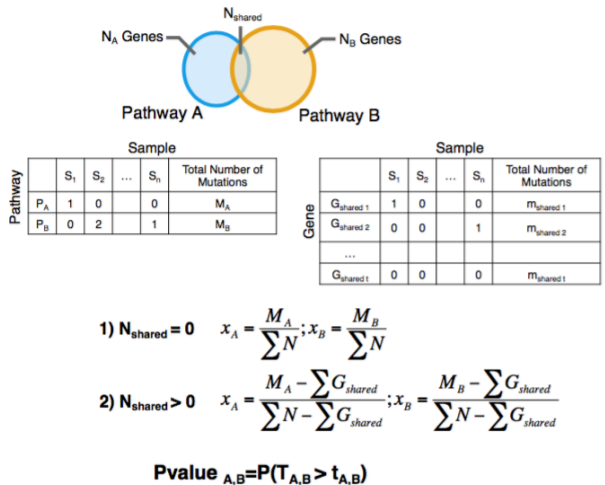 N_shared
N_A Genes
N_B Genes
Pathway A
Pathway B
Sample
Pathway
S_1 S_2 ... S_n Total Number of Mutations
P_A 1 0 0 M_A
P_B 0 2 1 M_B
Sample
Gene
S_1 S_2 ... S_n Total Number of Mutations
G_shared 1 1 0 0 m_shared 1
G_shared 2 0 0 1 m_shared 2
...
G_shared t 0 0 0 m_shared t
1) N_shared = 0 x_A = M_A / ∑N ; x_B = M_B / ∑N
2) N_shared > 0 x_A = (M_A − ∑G_shared) / (∑N − ∑G_shared) ; x_B = (M_B − ∑G_shared) / (∑N − ∑G_shared)
Pvalue _A,B=P(T_A,B > t_A,B)